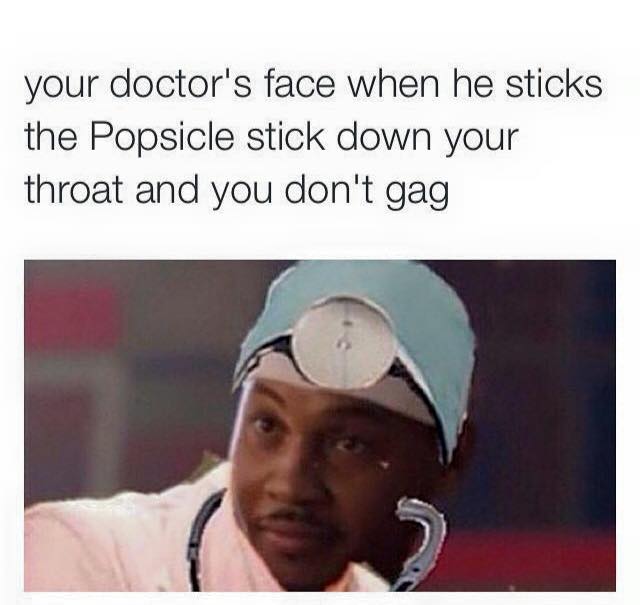 your doctor's face when he sticks
the Popsicle stick down your
throat and you don't gag